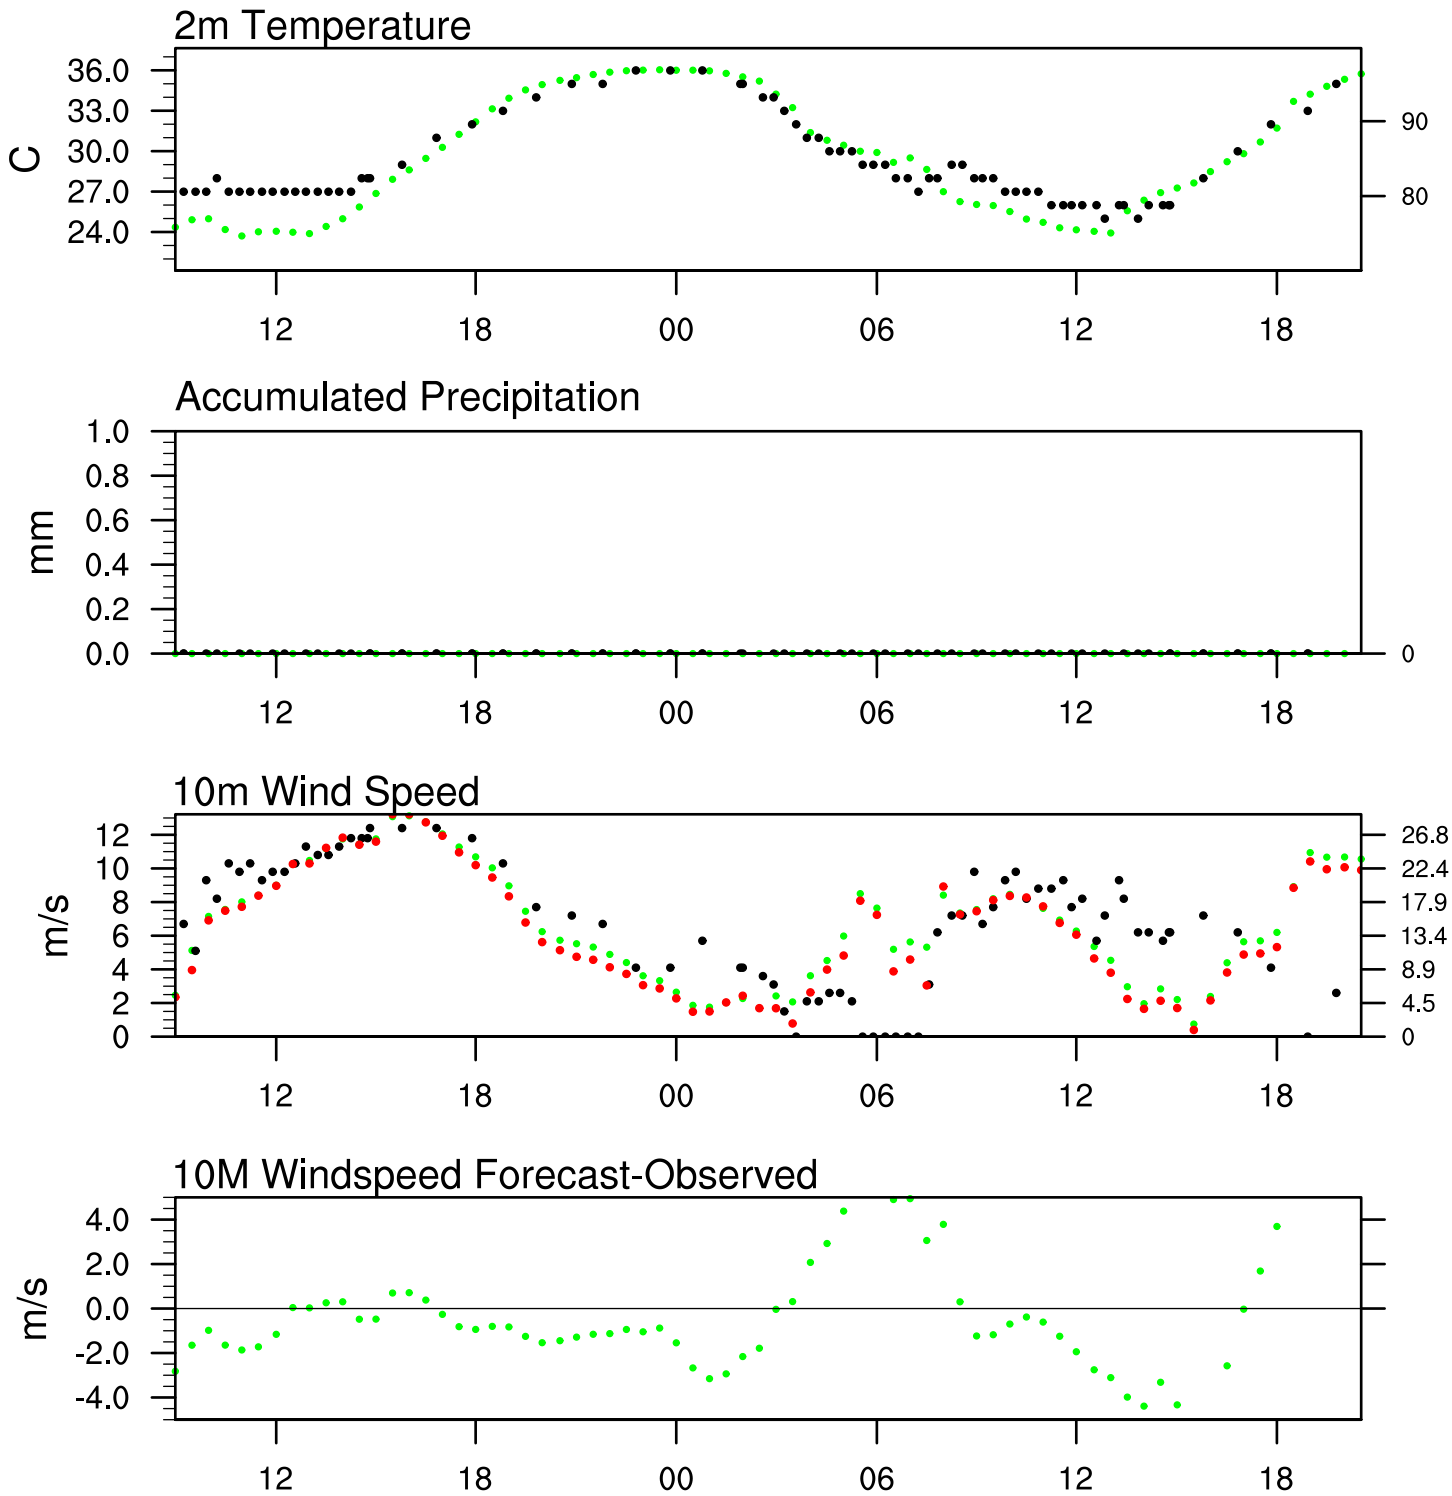 2m Temperature
36.0
33.0
30.0
27.0
24.0
C
90
80
12 18 00 06 12 18
Accumulated Precipitation
1.0
0.8
0.6
0.4
0.2
0.0
mm
0
12 18 00 06 12 18
10m Wind Speed
12
10
8
6
4
2
0
m/s
26.8
22.4
17.9
13.4
8.9
4.5
0
12 18 00 06 12 18
10M Windspeed Forecast-Observed
4.0
2.0
0.0
-2.0
-4.0
m/s
12 18 00 06 12 18